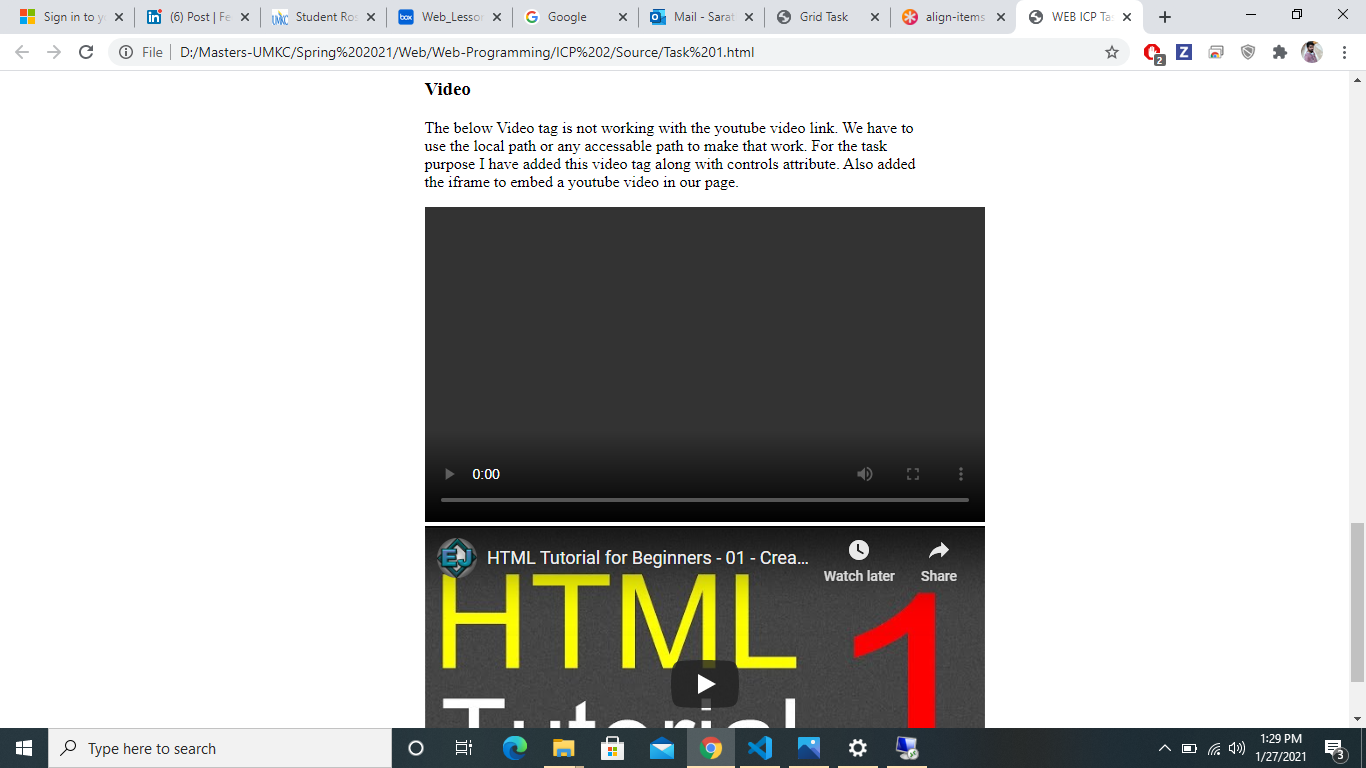 Sign in to y
(6) Post | Fe
Student Ros
Web_Lesson
Google
Mail - Sarat
Grid Task
align-items
WEB ICP Tas
File
D:/Masters-UMKC/Spring%202021/Web/Web-Programming/ICP%202/Source/Task%201.html
2
Video
The below Video tag is not working with the youtube video link. We have to
use the local path or any accessable path to make that work. For the task
purpose I have added this video tag along with controls attribute. Also added
the iframe to embed a youtube video in our page.
0:00
EJ
HTML Tutorial for Beginners - 01 - Crea...
Watch later
Share
HTML
1
Tutorial
Type here to search
1:29 PM
1/27/2021
3